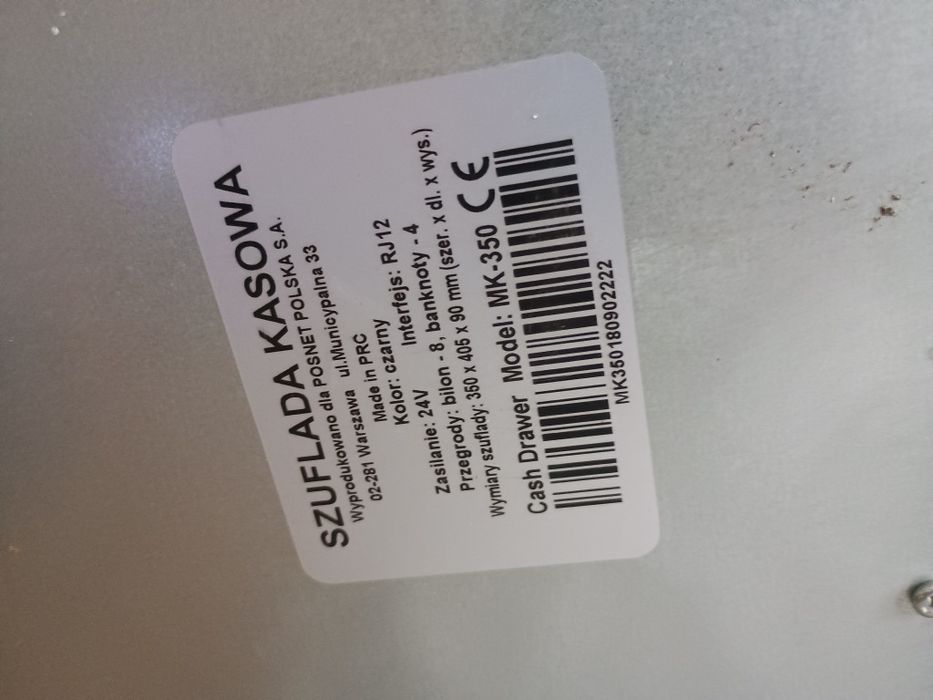 SZUFLADA KASOWA
Wyprodukowano dla POSNET POLSKA S.A.
02-281 Warszawa ul.Municypalna 33
Made in PRC
Kolor: czarny
Zasilanie: 24V Interfejs: RJ12
Przegrody: bilon - 8, banknoty - 4
Wymiary szuflady: 350 x 405 x 90 mm (szer. x dl. x wys.)
Cash Drawer Model: MK-350 CE
MK350180902222